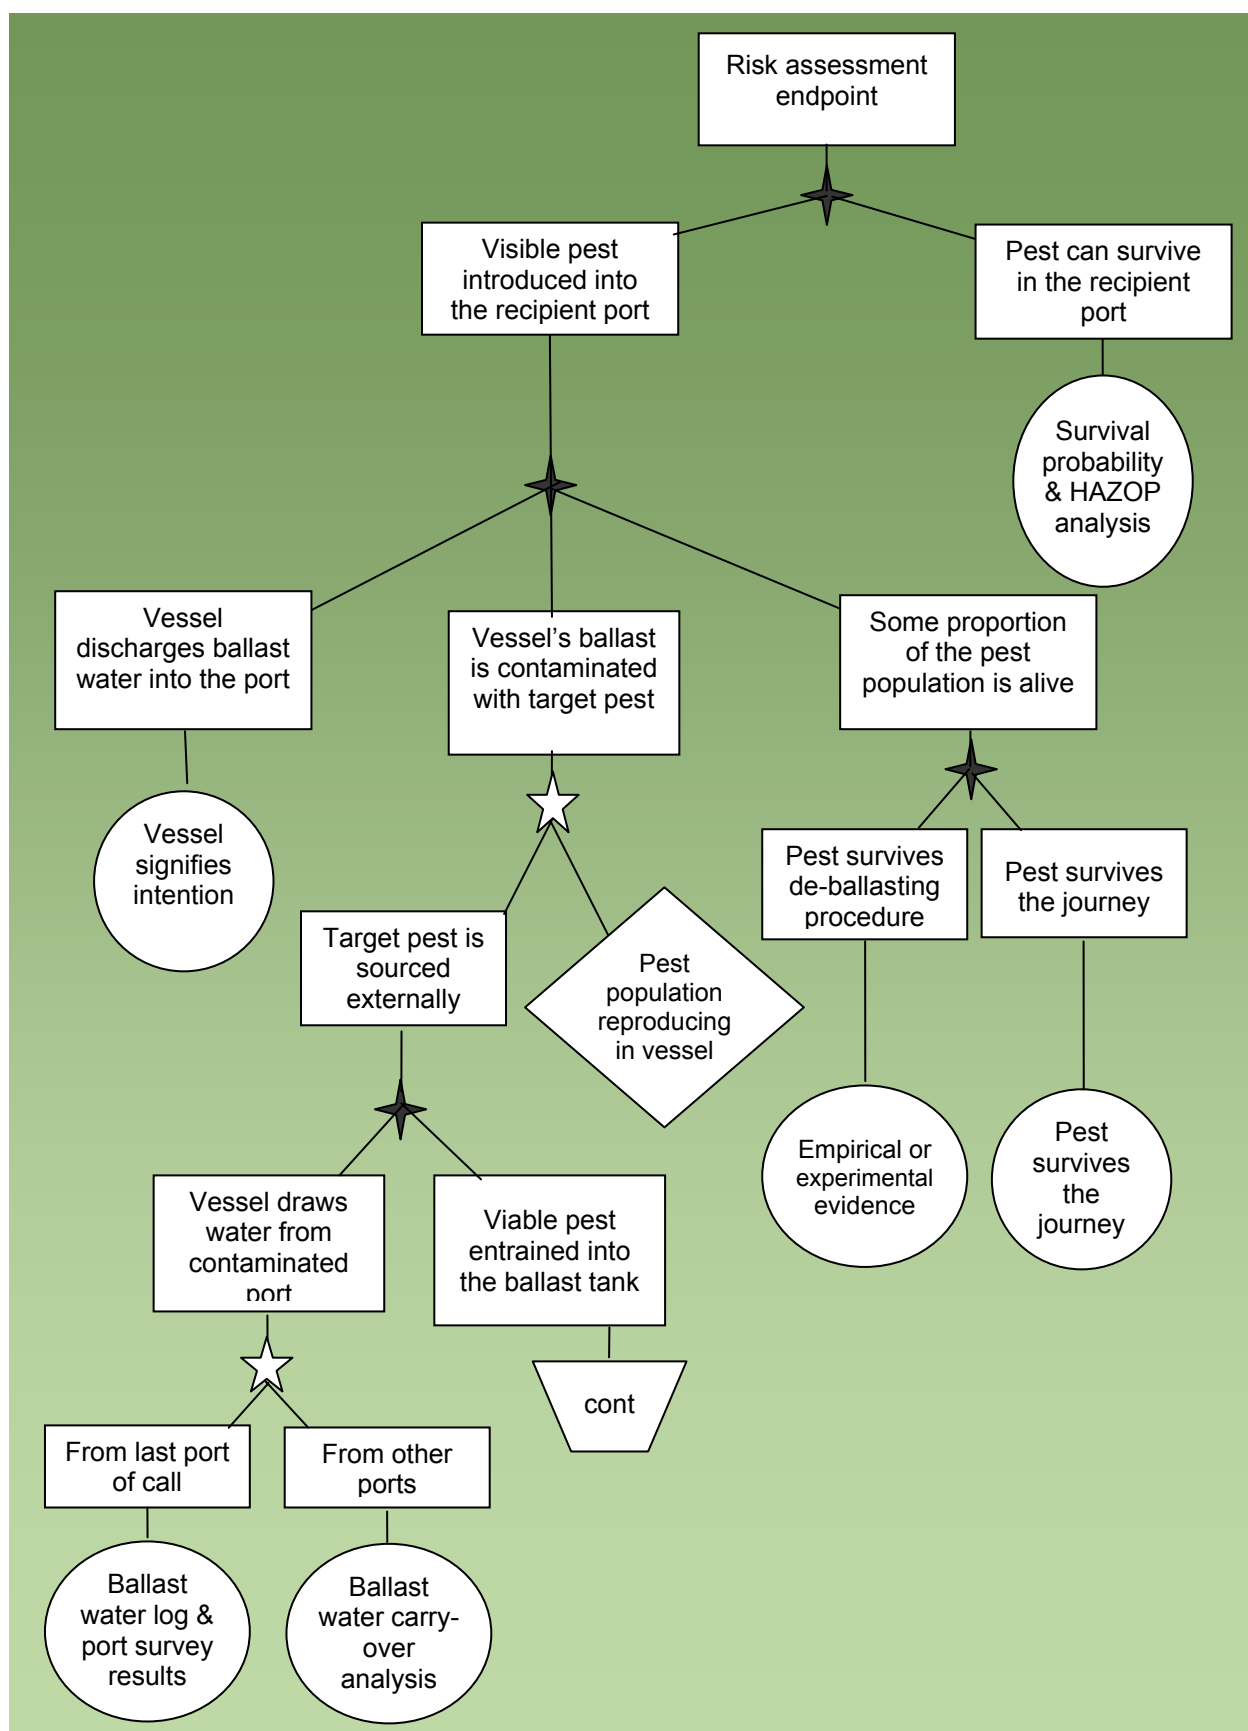 Risk assessment
endpoint
Visible pest
introduced into
the recipient port
Pest can survive
in the recipient
port
Survival
probability
& HAZOP
analysis
Vessel
discharges ballast
water into the port
Vessel's ballast
is contaminated
with target pest
Some proportion
of the pest
population is alive
Vessel
signifies
intention
Pest survives
de-ballasting
procedure
Pest survives
the journey
Target pest is
sourced
externally
Pest
population
reproducing
in vessel
Empirical or
experimental
evidence
Pest
survives
the
journey
Vessel draws
water from
contaminated
port
Viable pest
entrained into
the ballast tank
cont
From last port
of call
From other
ports
Ballast
water log &
port survey
results
Ballast
water carry-
over
analysis